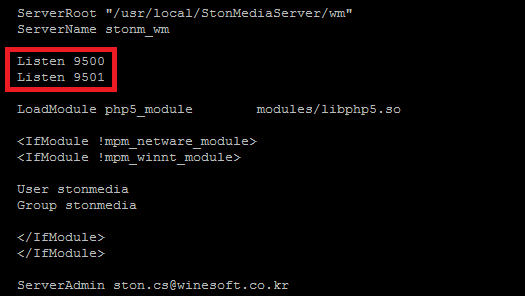 ServerRoot "/usr/local/StonMediaServer/wm"
ServerName stonm_wm
Listen 9500
Listen 9501
LoadModule php5_module modules/libphp5.so
<IfModule !mpm_netware_module>
<IfModule !mpm_winnt_module>
User stonmedia
Group stonmedia
</IfModule>
</IfModule>
ServerAdmin ston.cs@winesoft.co.kr